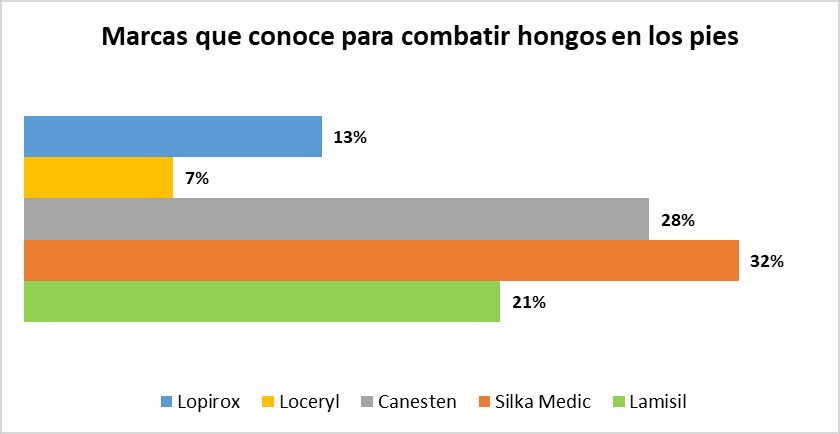 Marcas que conoce para combatir hongos en los pies
13%
7%
28%
32%
21%
Lopirox Loceryl Canesten Silka Medic Lamisil